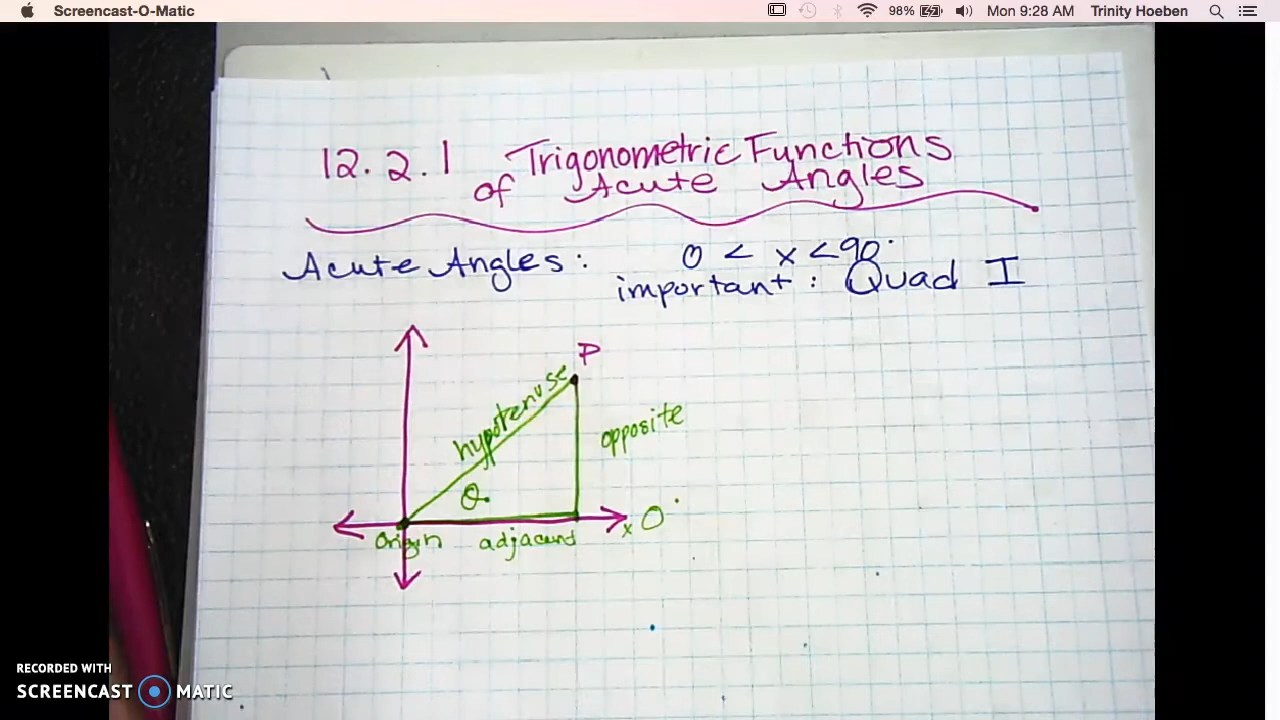 Screencast-O-Matic
98%
Mon 9:28 AM
Trinity Hoeben
12.2.1 Trigonometric Functions
of Acute Angles
Acute Angles: 0 < x < 90°
important: Quad I
P
hypotenuse
opposite
θ
x 0°
Origin
adjacend
RECORDED WITH
SCREENCAST MATIC